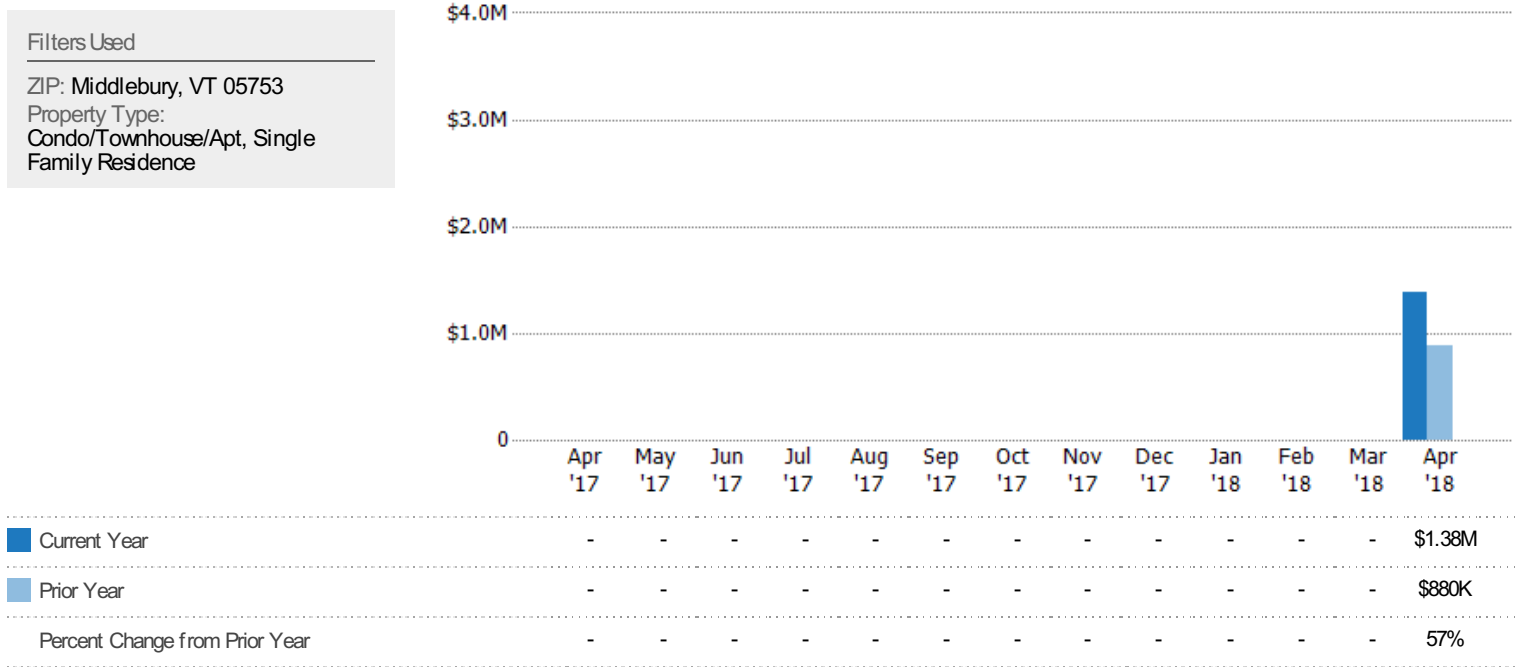 Filters Used
ZIP: Middlebury, VT 05753
Property Type:
Condo/Townhouse/Apt, Single
Family Residence
$4.0M
$3.0M
$2.0M
$1.0M
0
Apr '17 May '17 Jun '17 Jul '17 Aug '17 Sep '17 Oct '17 Nov '17 Dec '17 Jan '18 Feb '18 Mar '18 Apr '18
Current Year - - - - - - - - - - - - $1.38M
Prior Year - - - - - - - - - - - - $880K
Percent Change from Prior Year - - - - - - - - - - - - 57%